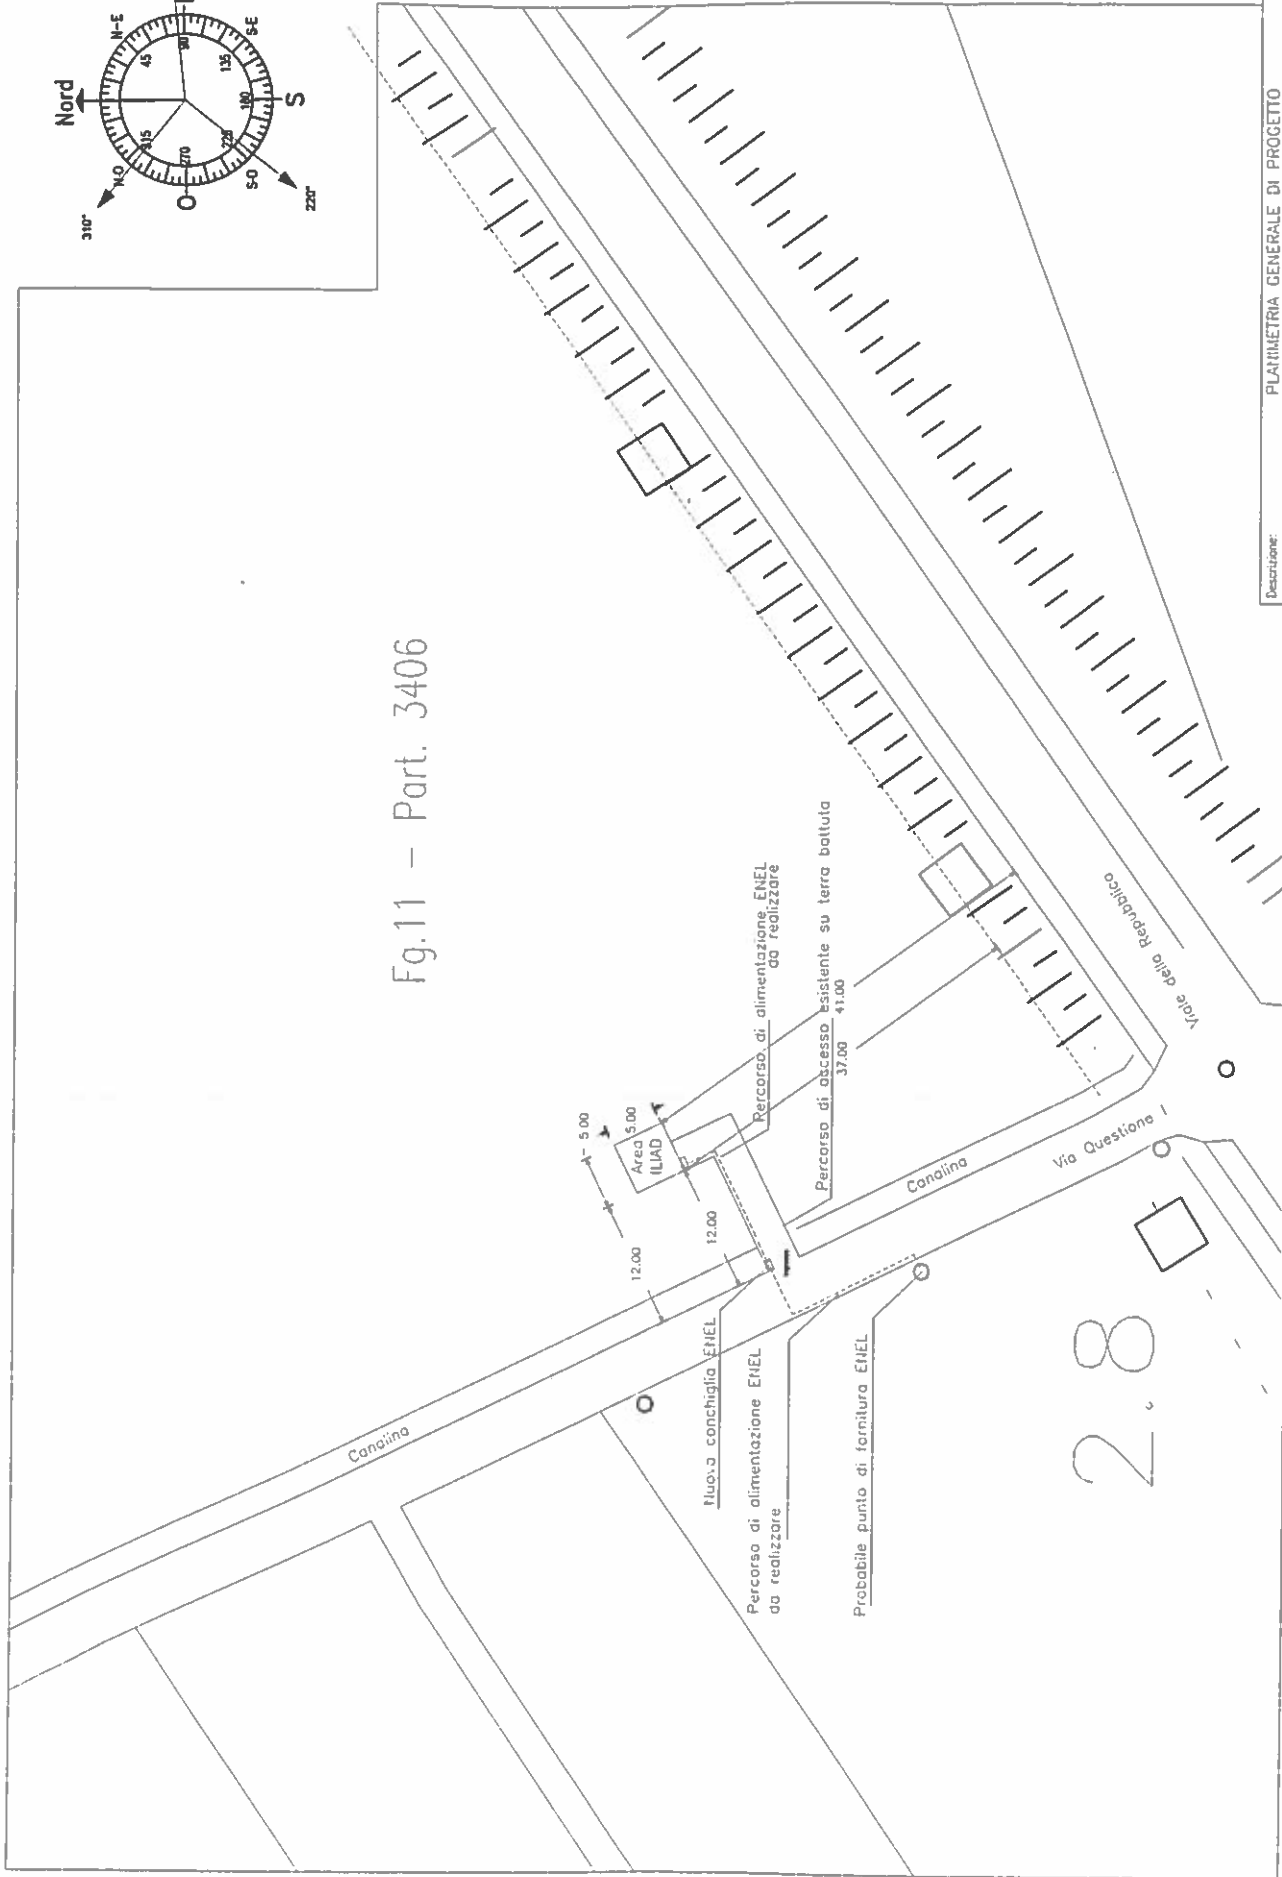 Nord
N-E
45
90
135
S-E
180
S
225
S-O
220°
270
O
315
N-O
310°
Fg.11 – Part. 3406
5.00
5.00
Area
ILIAD
12.00
12.00
Percorso di alimentazione ENEL
da realizzare
Percorso di accesso esistente su terra battuta
37.00
41.00
Canalina
Canalina
Nuova conchiglia ENEL
Percorso di alimentazione ENEL
da realizzare
Probabile punto di fornitura ENEL
Via Questione I
Viale della Repubblica
2.8
Descrizione:
PLANIMETRIA GENERALE DI PROGETTO